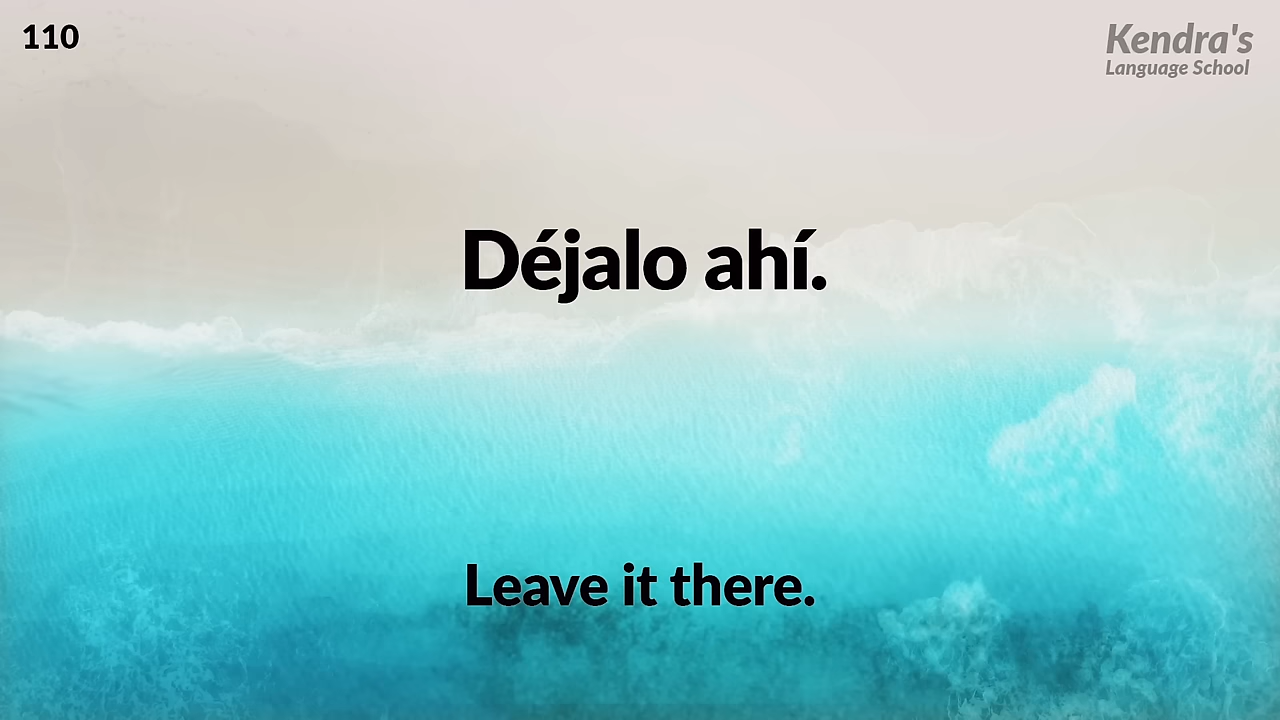 110
Kendra's
Language School
Déjalo ahí.
Leave it there.